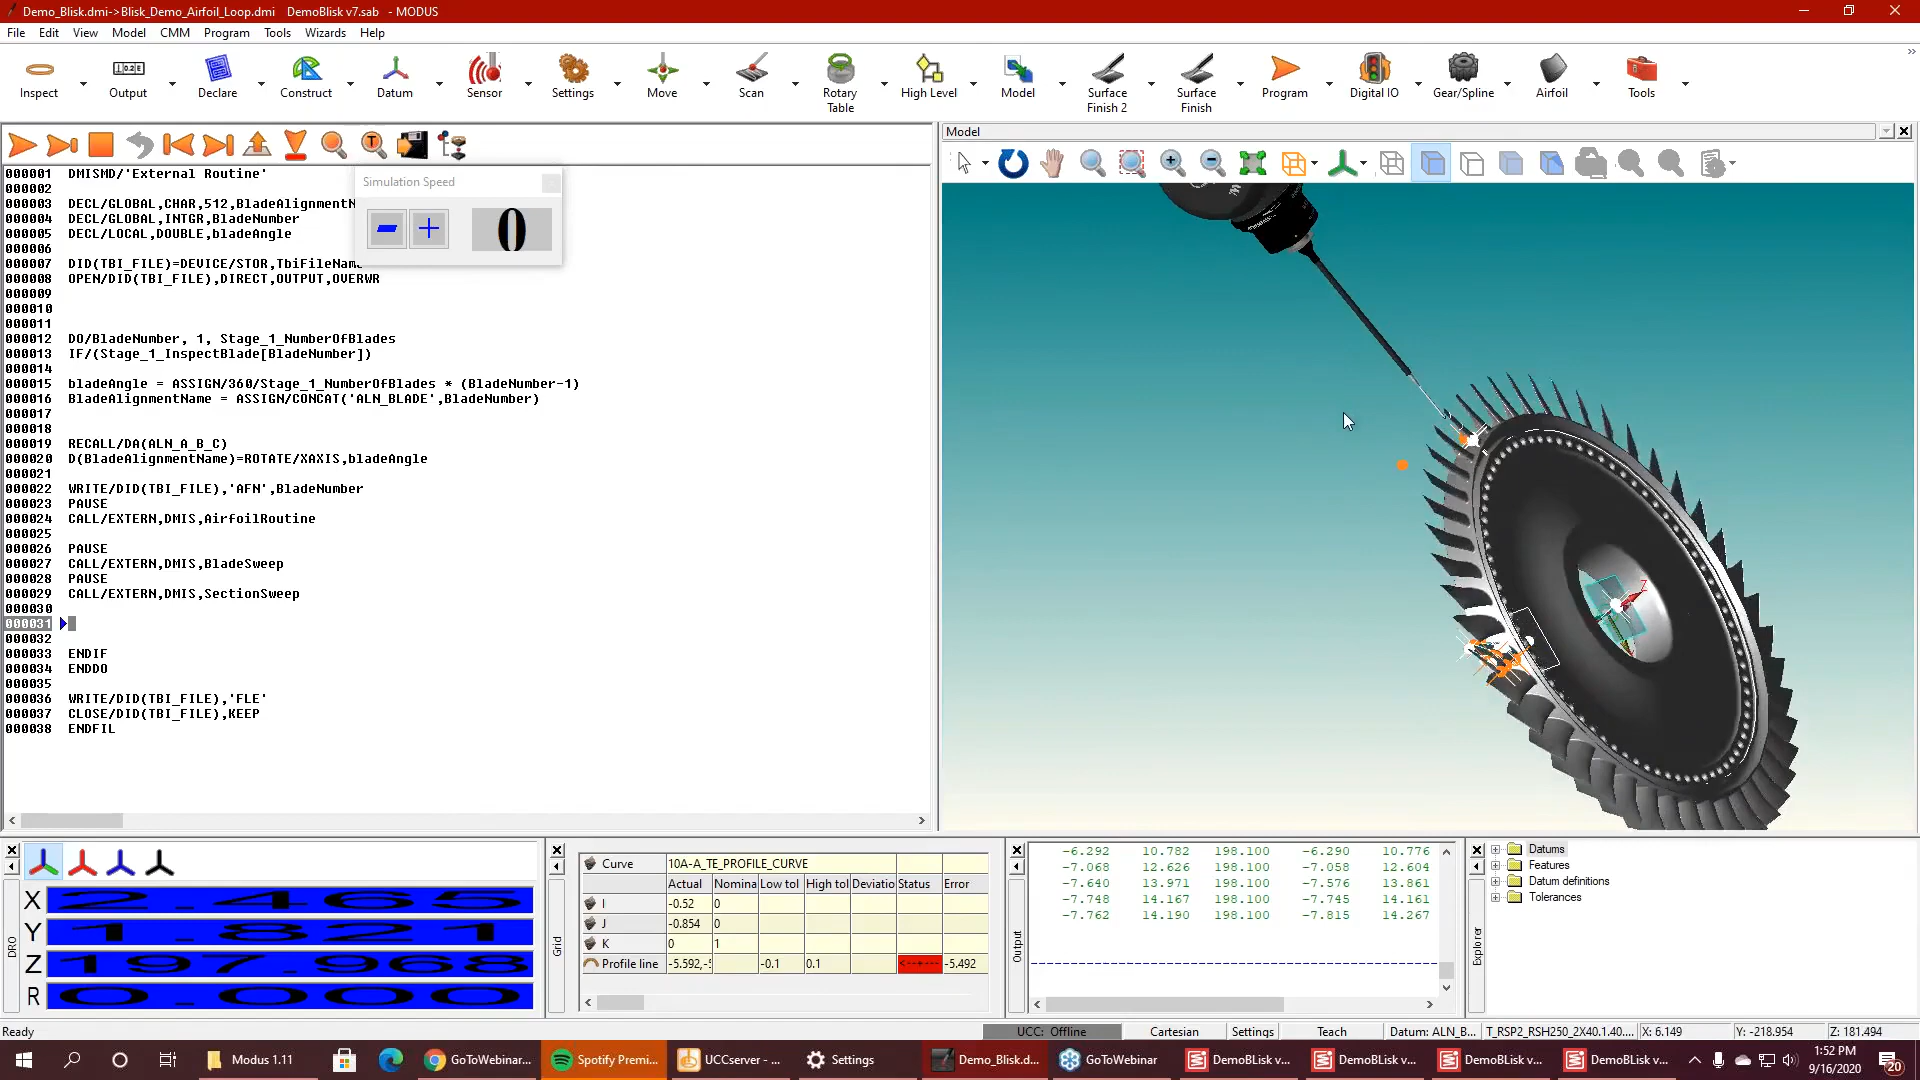 Demo_Blisk.dmi->Blisk_Demo_Airfoil_Loop.dmi DemoBlisk v7.sab - MODUS
File Edit View Model CMM Program Tools Wizards Help
Inspect Output Declare Construct Datum Sensor Settings Move Scan Rotary Table High Level Model Surface Finish 2 Surface Finish Program Digital IO Gear/Spline Airfoil Tools
Model
Simulation Speed
0
000001 DMISMD/'External Routine'
000002
000003 DECL/GLOBAL,CHAR,512,BladeAlignmentN
000004 DECL/GLOBAL,INTGR,BladeNumber
000005 DECL/LOCAL,DOUBLE,bladeAngle
000006
000007 DID(TBI_FILE)=DEVICE/STOR,TbiFileName
000008 OPEN/DID(TBI_FILE),DIRECT,OUTPUT,OVERWR
000009
000010
000011
000012 DO/BladeNumber, 1, Stage_1_NumberOfBlades
000013 IF/(Stage_1_InspectBlade[BladeNumber])
000014
000015 bladeAngle = ASSIGN/360/Stage_1_NumberOfBlades * (BladeNumber-1)
000016 BladeAlignmentName = ASSIGN/CONCAT('ALN_BLADE',BladeNumber)
000017
000018
000019 RECALL/DA(ALN_A_B_C)
000020 D(BladeAlignmentName)=ROTATE/XAXIS,bladeAngle
000021
000022 WRITE/DID(TBI_FILE),'AFN',BladeNumber
000023 PAUSE
000024 CALL/EXTERN,DMIS,AirfoilRoutine
000025
000026 PAUSE
000027 CALL/EXTERN,DMIS,BladeSweep
000028 PAUSE
000029 CALL/EXTERN,DMIS,SectionSweep
000030
000031
000032
000033 ENDIF
000034 ENDDO
000035
000036 WRITE/DID(TBI_FILE),'FLE'
000037 CLOSE/DID(TBI_FILE),KEEP
000038 ENDFIL
Z
DRO
X 2.465
Y 1.821
Z 197.968
R 0.000
Grid
Curve 10A-A_TE_PROFILE_CURVE
Actual Nomina Low tol High tol Deviatio Status Error
I -0.52 0
J -0.854 0
K 0 1
Profile line -5.592,-! -0.1 0.1 <--+--- -5.492
Output
-6.292 10.782 198.100 -6.290 10.776
-7.068 12.626 198.100 -7.058 12.604
-7.640 13.971 198.100 -7.576 13.861
-7.748 14.167 198.100 -7.745 14.161
-7.762 14.190 198.100 -7.815 14.267
Explorer
Datums
Features
Datum definitions
Tolerances
Ready UCC: Offline Cartesian Settings Teach Datum: ALN_B... T_RSP2_RSH250_2X40.1.40.... X: 6.149 Y: -218.954 Z: 181.494
Modus 1.11 GoToWebinar... Spotify Premi... UCCserver - ... Settings Demo_Blisk.d... GoToWebinar DemoBLisk v... DemoBLisk v... DemoBLisk v... DemoBLisk v... 1:52 PM
9/16/2020 20